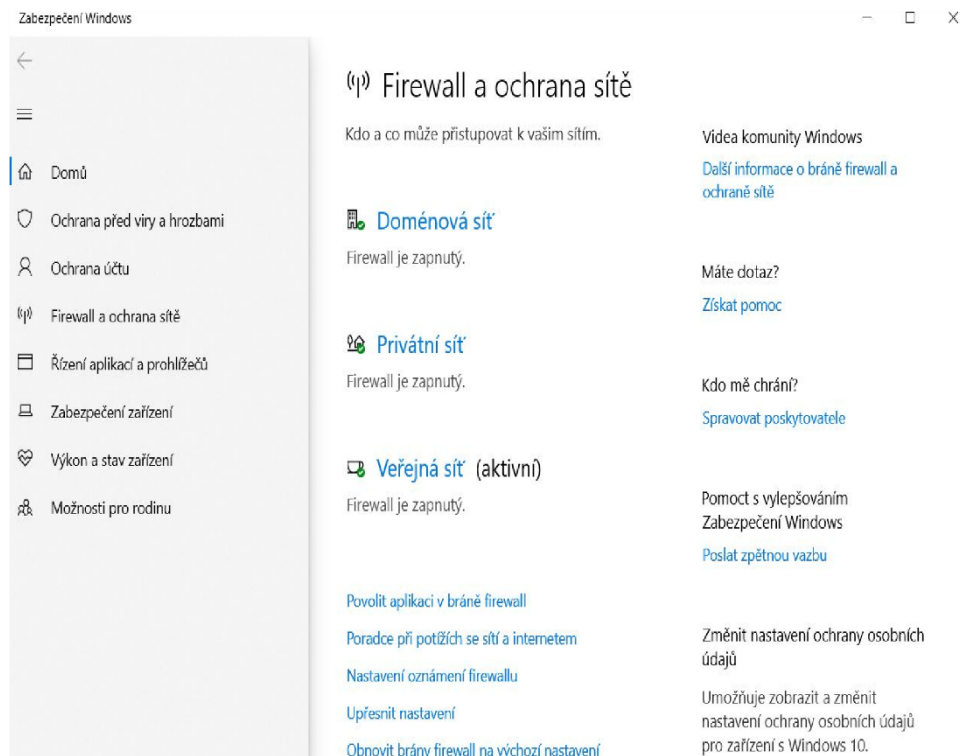 Zabezpečení Windows
Domů
Ochrana před viry a hrozbami
Ochrana účtu
Firewall a ochrana sítě
Řízení aplikací a prohlížečů
Zabezpečení zařízení
Výkon a stav zařízení
Možnosti pro rodinu
Firewall a ochrana sítě
Kdo a co může přistupovat k vašim sítím.
Doménová síť
Firewall je zapnutý.
Privátní síť
Firewall je zapnutý.
Veřejná síť (aktivní)
Firewall je zapnutý.
Povolit aplikaci v bráně firewall
Poradce při potížích se sítí a internetem
Nastavení oznámení firewallu
Upřesnit nastavení
Obnovit brány firewall na výchozí nastavení
Videa komunity Windows
Další informace o bráně firewall a
ochraně sítě
Máte dotaz?
Získat pomoc
Kdo mě chrání?
Spravovat poskytovatele
Pomoct s vylepšováním
Zabezpečení Windows
Poslat zpětnou vazbu
Změnit nastavení ochrany osobních
údajů
Umožňuje zobrazit a změnit
nastavení ochrany osobních údajů
pro zařízení s Windows 10.